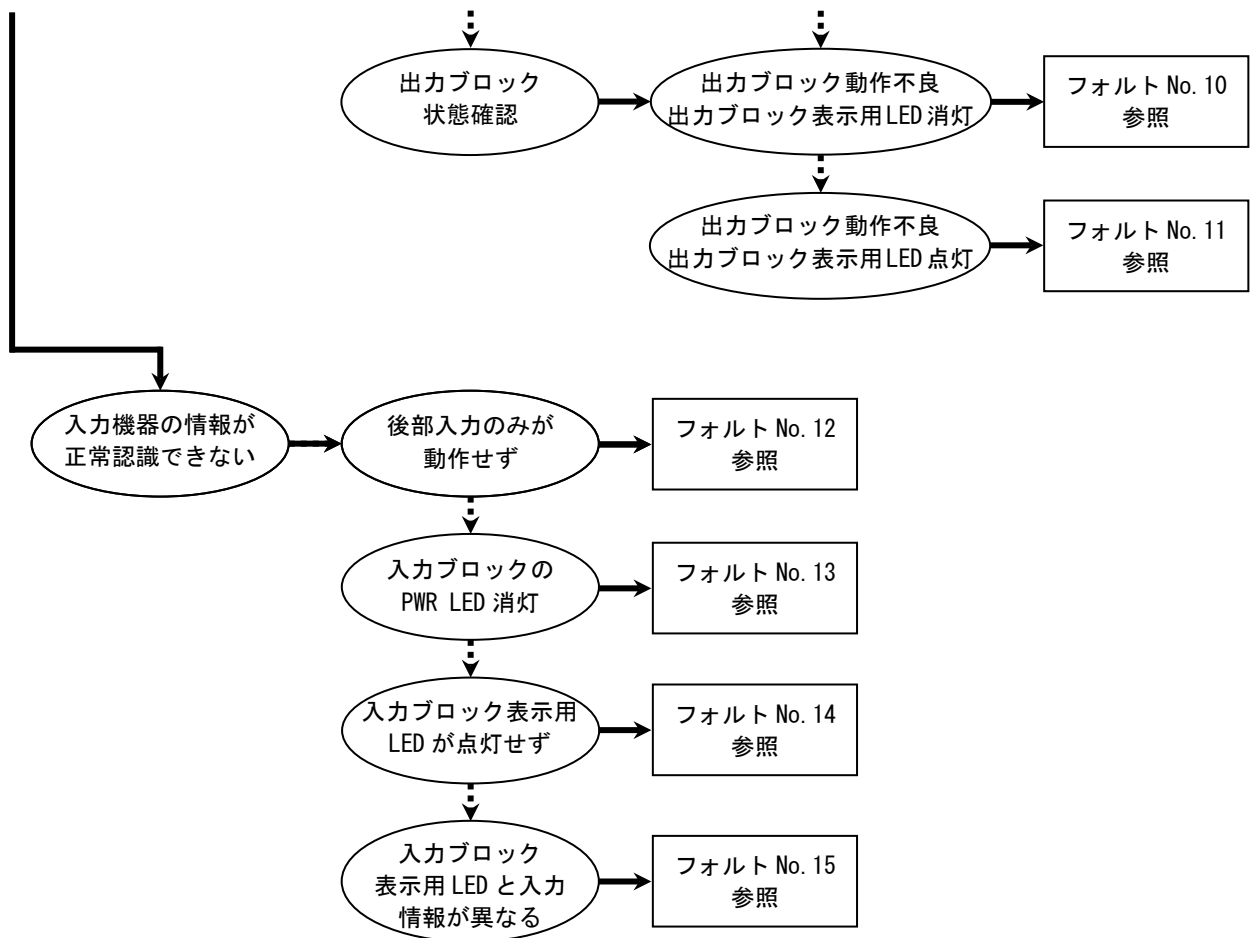 出力ブロック
状態確認
出力ブロック動作不良
出力ブロック表示用LED消灯
フォルト No. 10
参照
出力ブロック動作不良
出力ブロック表示用LED点灯
フォルト No. 11
参照
入力機器の情報が
正常認識できない
後部入力のみが
動作せず
フォルト No. 12
参照
入力ブロックの
PWR LED 消灯
フォルト No. 13
参照
入力ブロック表示用
LED が点灯せず
フォルト No. 14
参照
入力ブロック
表示用 LED と入力
情報が異なる
フォルト No. 15
参照